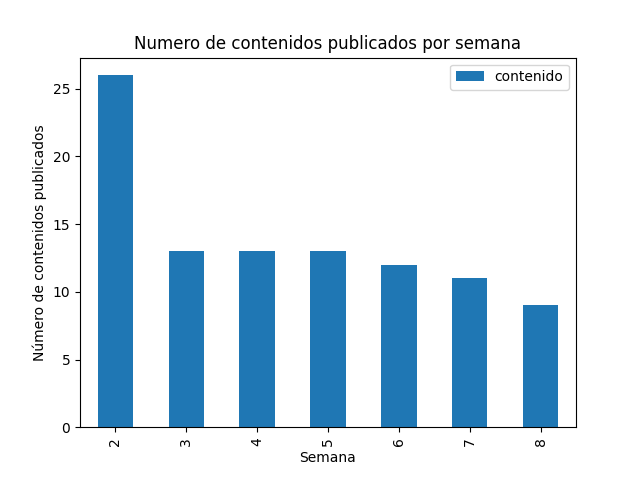 Numero de contenidos publicados por semana
contenido
Número de contenidos publicados
25
20
15
10
5
0
2 3 4 5 6 7 8
Semana